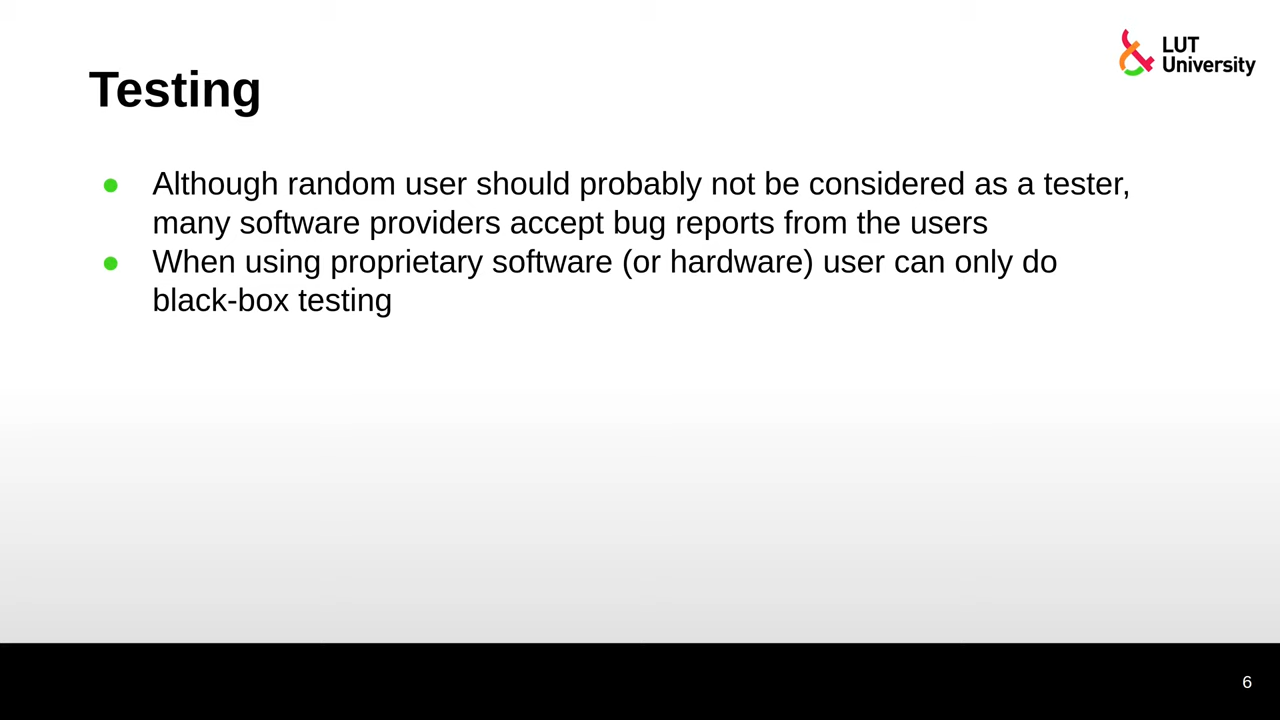 LUT
University
Testing
● Although random user should probably not be considered as a tester,
many software providers accept bug reports from the users
● When using proprietary software (or hardware) user can only do
black-box testing
6